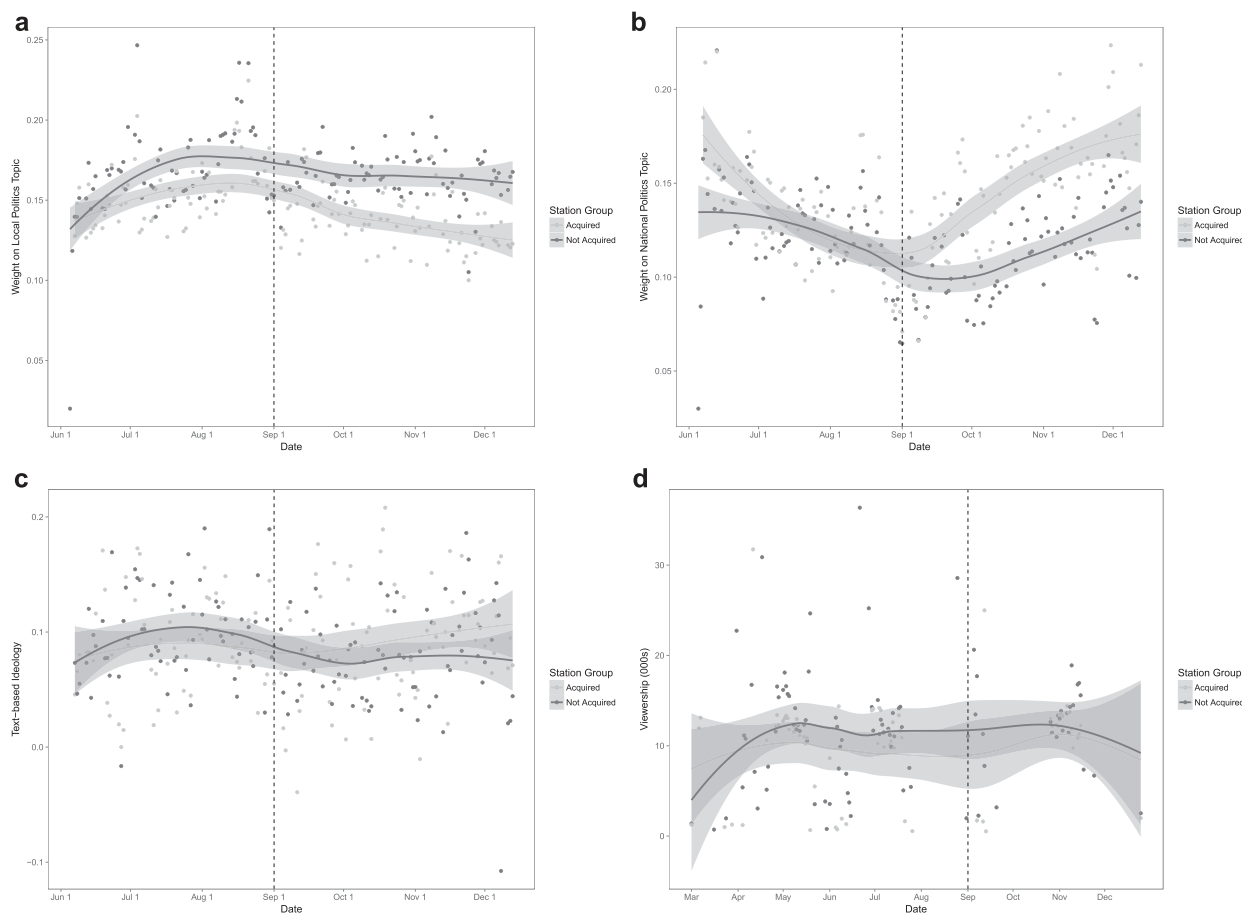 a
Weight on Local Politics Topic
0.25
0.20
0.15
0.10
0.05
Jun 1 Jul 1 Aug 1 Sep 1 Oct 1 Nov 1 Dec 1
Date
Station Group
Acquired
Not Acquired
b
Weight on National Politics Topic
0.20
0.15
0.10
0.05
Jun 1 Jul 1 Aug 1 Sep 1 Oct 1 Nov 1 Dec 1
Date
Station Group
Acquired
Not Acquired
c
Text−based Ideology
0.2
0.1
0.0
−0.1
Jun 1 Jul 1 Aug 1 Sep 1 Oct 1 Nov 1 Dec 1
Date
Station Group
Acquired
Not Acquired
d
Viewership (000s)
30
20
10
0
Mar Apr May Jun Jul Aug Sep Oct Nov Dec
Date
Station Group
Acquired
Not Acquired